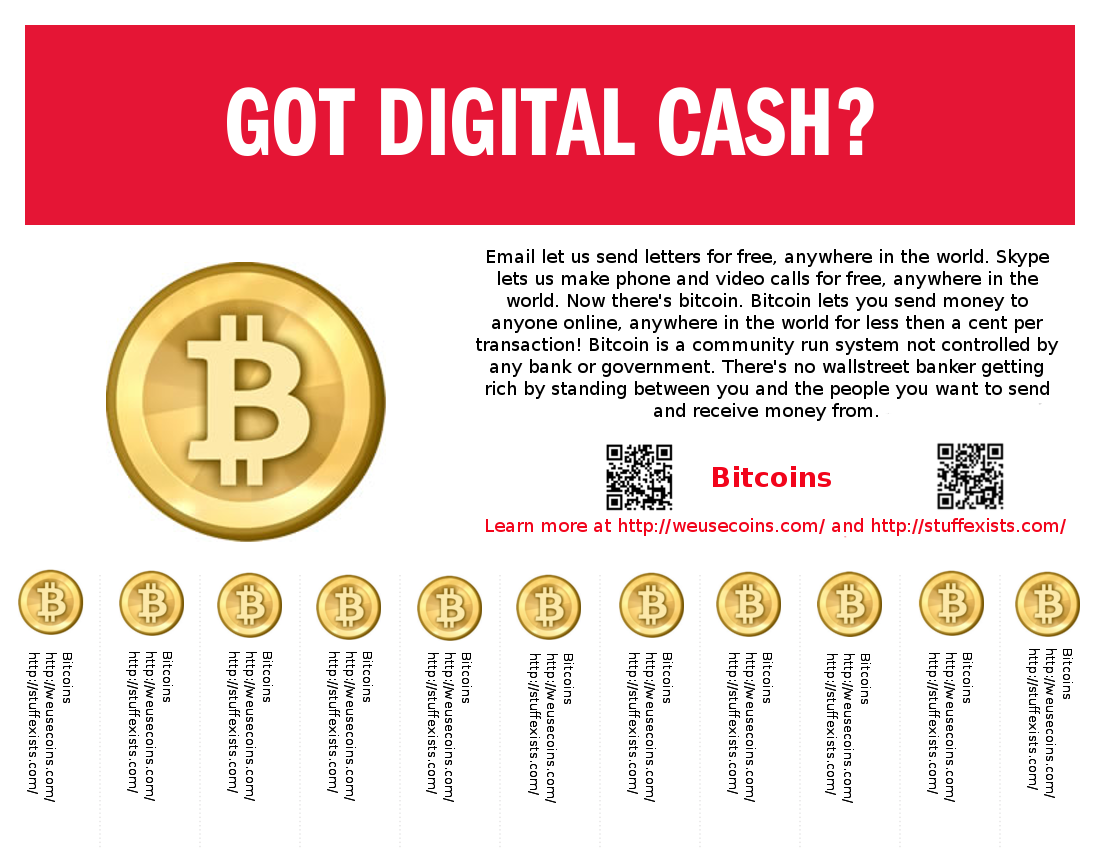 GOT DIGITAL CASH?
Email let us send letters for free, anywhere in the world. Skype
lets us make phone and video calls for free, anywhere in the
world. Now there's bitcoin. Bitcoin lets you send money to
anyone online, anywhere in the world for less then a cent per
transaction! Bitcoin is a community run system not controlled by
any bank or government. There's no wallstreet banker getting
rich by standing between you and the people you want to send
and receive money from.
Bitcoins
Learn more at http://weusecoins.com/ and http://stuffexists.com/
Bitcoins
http://weusecoins.com/
http://stuffexists.com/
Bitcoins
http://weusecoins.com/
http://stuffexists.com/
Bitcoins
http://weusecoins.com/
http://stuffexists.com/
Bitcoins
http://weusecoins.com/
http://stuffexists.com/
Bitcoins
http://weusecoins.com/
http://stuffexists.com/
Bitcoins
http://weusecoins.com/
http://stuffexists.com/
Bitcoins
http://weusecoins.com/
http://stuffexists.com/
Bitcoins
http://weusecoins.com/
http://stuffexists.com/
Bitcoins
http://weusecoins.com/
http://stuffexists.com/
Bitcoins
http://weusecoins.com/
http://stuffexists.com/
Bitcoins
http://weusecoins.com/
http://stuffexists.com/